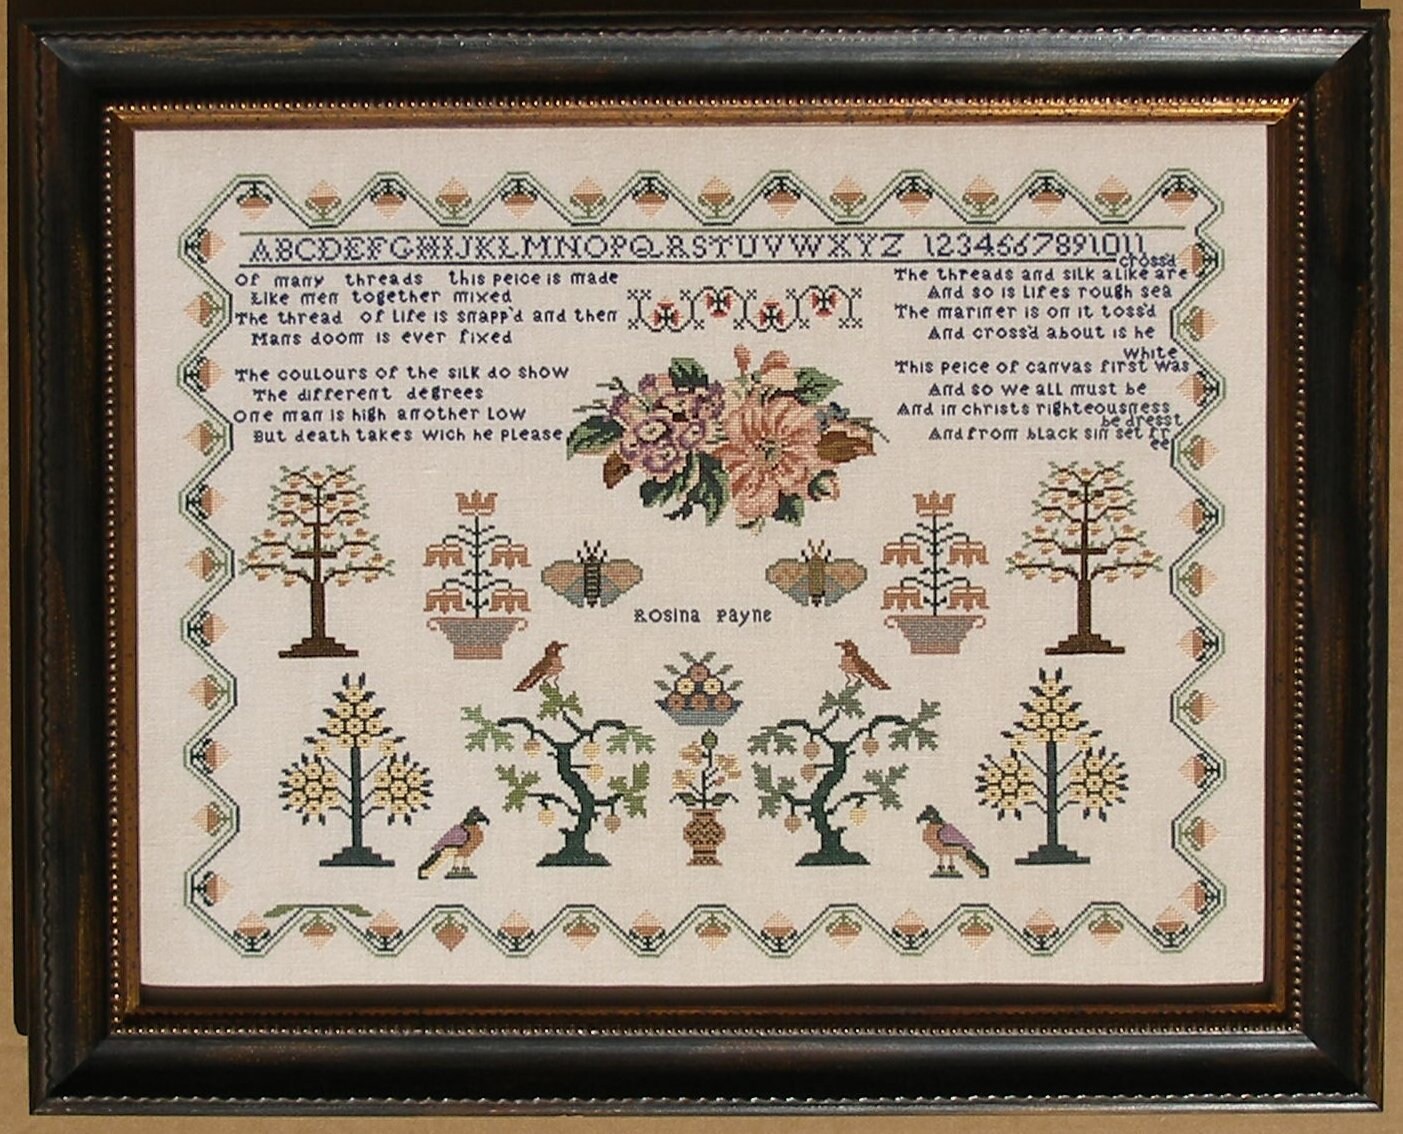 ABCDEFGHIJKLMNOPQRSTUVWXYZ 1234667891011
Of many threads this peice is made
Like men together mixed
The thread of life is snapp'd and then
Mans doom is ever fixed
The coulours of the silk do show
The different degrees
One man is high another low
But death takes wich he please
cross'd
The threads and silk alike are
And so is lifes rough sea
The mariner is on it toss'd
And cross'd about is he
white
This peice of canvas first was
And so we all must be
And in christs righteousness
be dresst
And from black sin set fr
ee
Rosina Payne